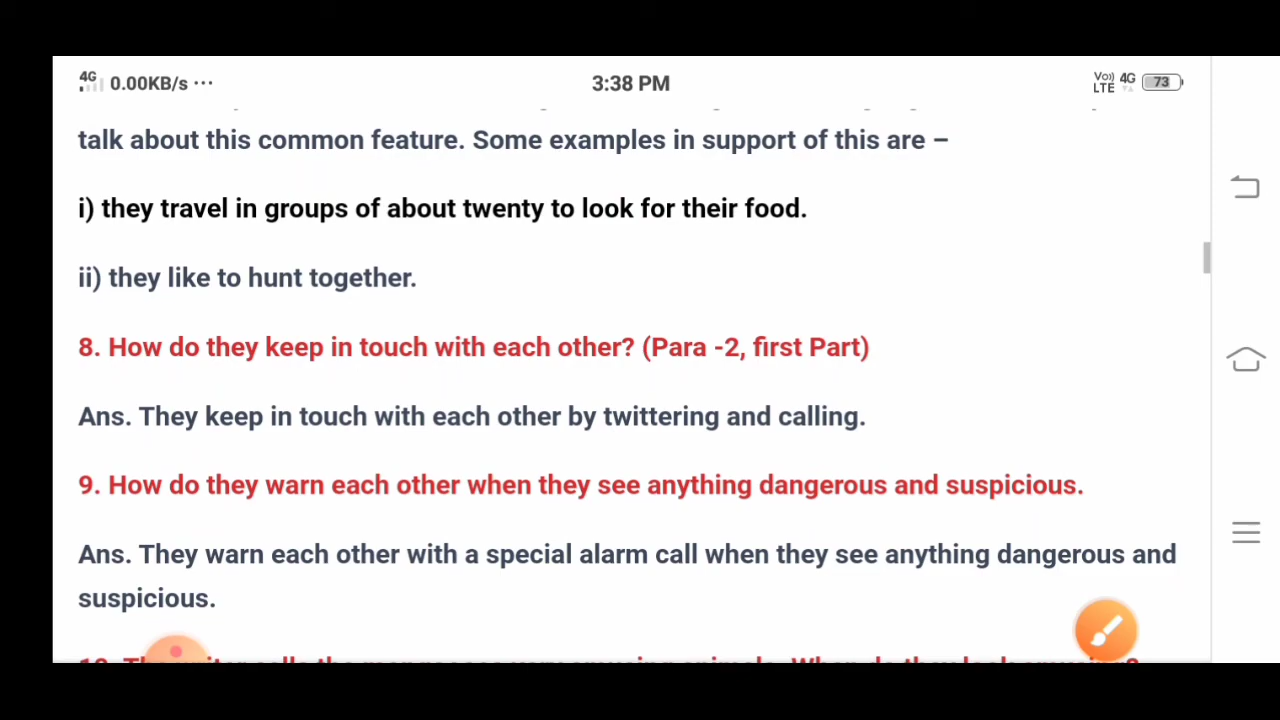 4G 0.00KB/s ··· 3:38 PM Vo)) LTE 4G 73
talk about this common feature. Some examples in support of this are –
i) they travel in groups of about twenty to look for their food.
ii) they like to hunt together.
8. How do they keep in touch with each other? (Para -2, first Part)
Ans. They keep in touch with each other by twittering and calling.
9. How do they warn each other when they see anything dangerous and suspicious.
Ans. They warn each other with a special alarm call when they see anything dangerous and
suspicious.